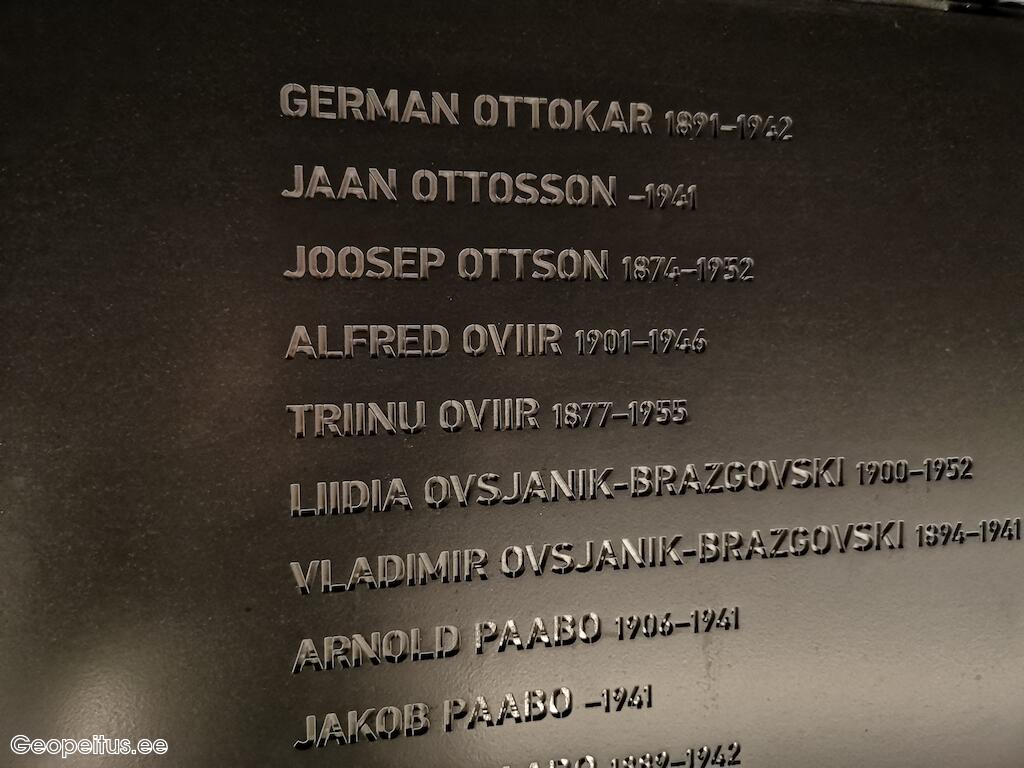 GERMAN OTTOKAR 1891–1942
JAAN OTTOSSON –1941
JOOSEP OTTSON 1874–1952
ALFRED OVIIR 1901–1946
TRIINU OVIIR 1877–1955
LIIDIA OVSJANIK-BRAZGOVSKI 1900–1952
VLADIMIR OVSJANIK-BRAZGOVSKI 1894–1941
ARNOLD PAABO 1906–1941
JAKOB PAABO –1941
1889–1942
Geopeitus.ee